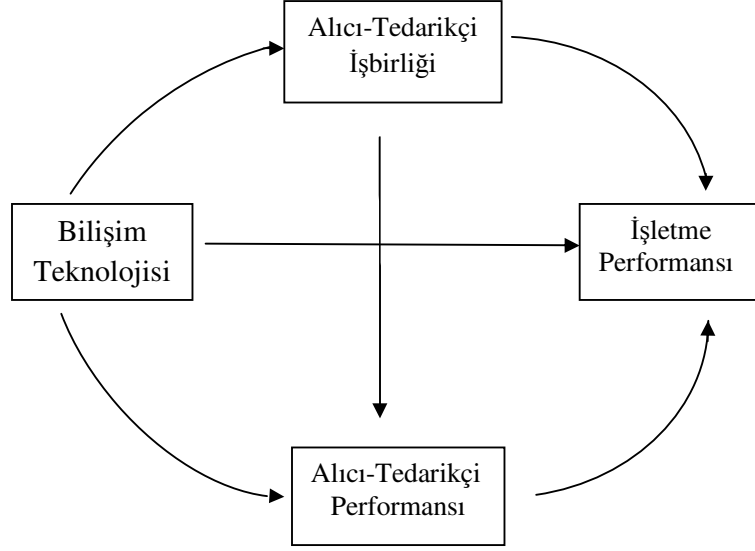 Alıcı-Tedarikçi
İşbirliği
Bilişim
Teknolojisi
İşletme
Performansı
Alıcı-Tedarikçi
Performansı